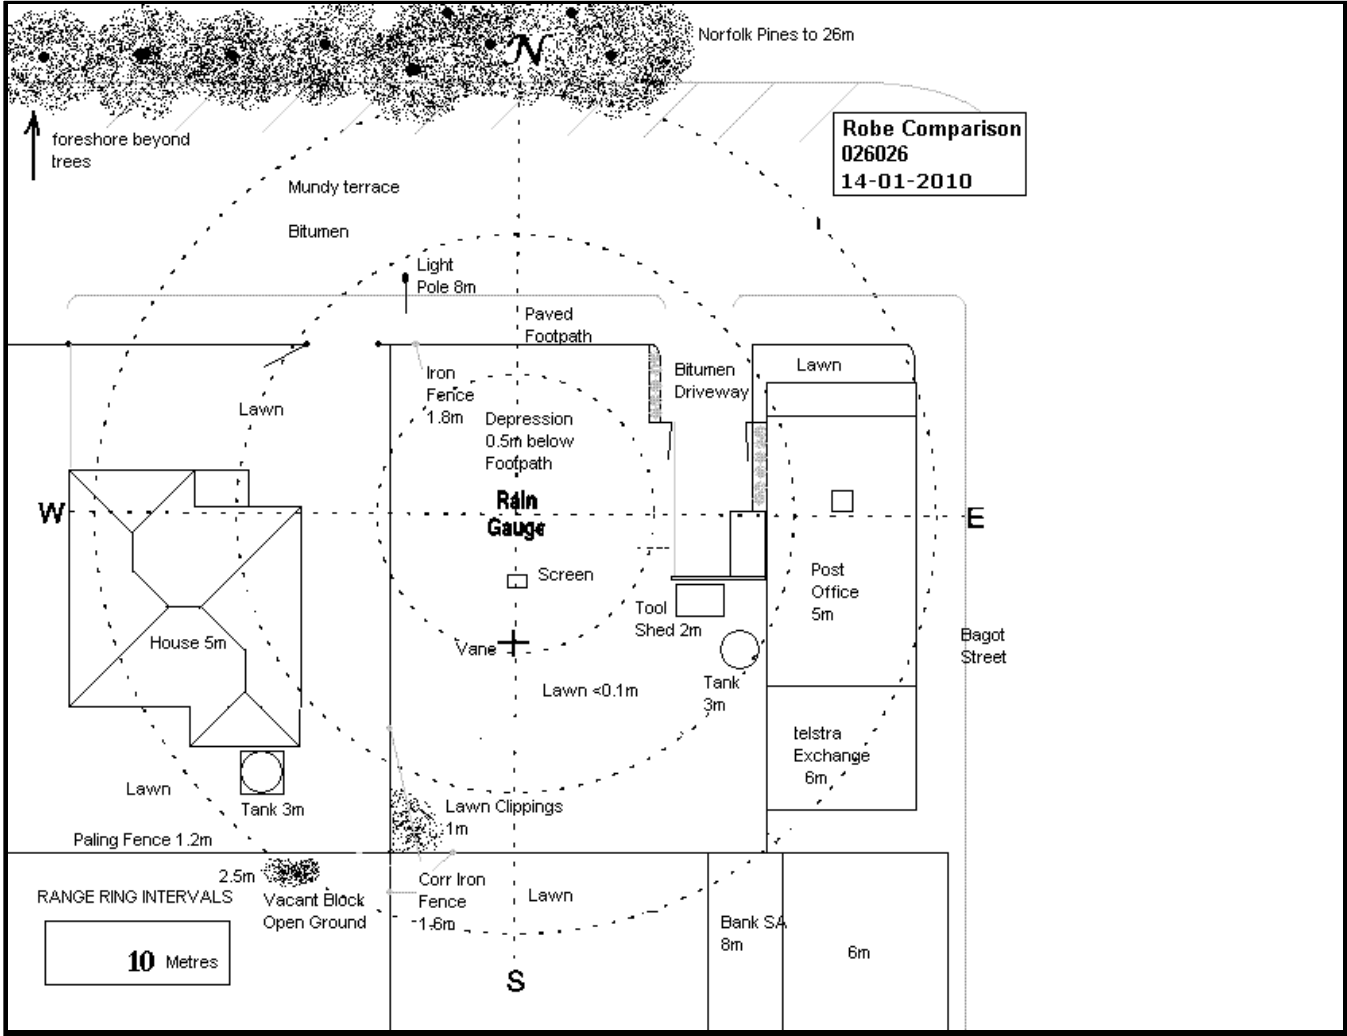 N
Norfolk Pines to 26m
foreshore beyond
trees
Robe Comparison
026026
14-01-2010
Mundy terrace
Bitumen
Light
Pole 8m
Paved
Footpath
Iron
Fence
1.8m
Bitumen
Driveway
Lawn
Lawn
Depression
0.5m below
Footpath
W
Rain
Gauge
E
Screen
Post
Office
5m
Tool
Shed 2m
House 5m
Vane
Bagot
Street
Lawn <0.1m
Tank
3m
telstra
Exchange
6m
Lawn
Tank 3m
Lawn Clippings
1m
Paling Fence 1.2m
2.5m
Corr Iron
Fence
1.6m
Lawn
RANGE RING INTERVALS
Vacant Block
Open Ground
Bank SA
8m
6m
10 Metres
S